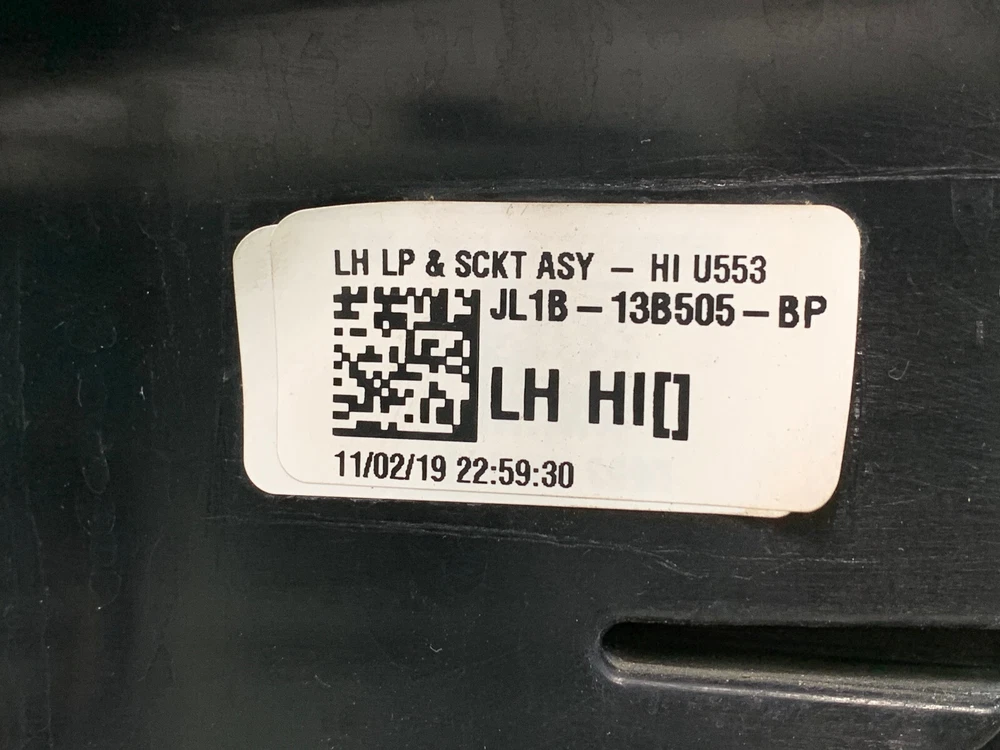 LH LP & SCKT ASY – HI U553
JL1B – 13B505 – BP
LH HI[]
11/02/19 22:59:30